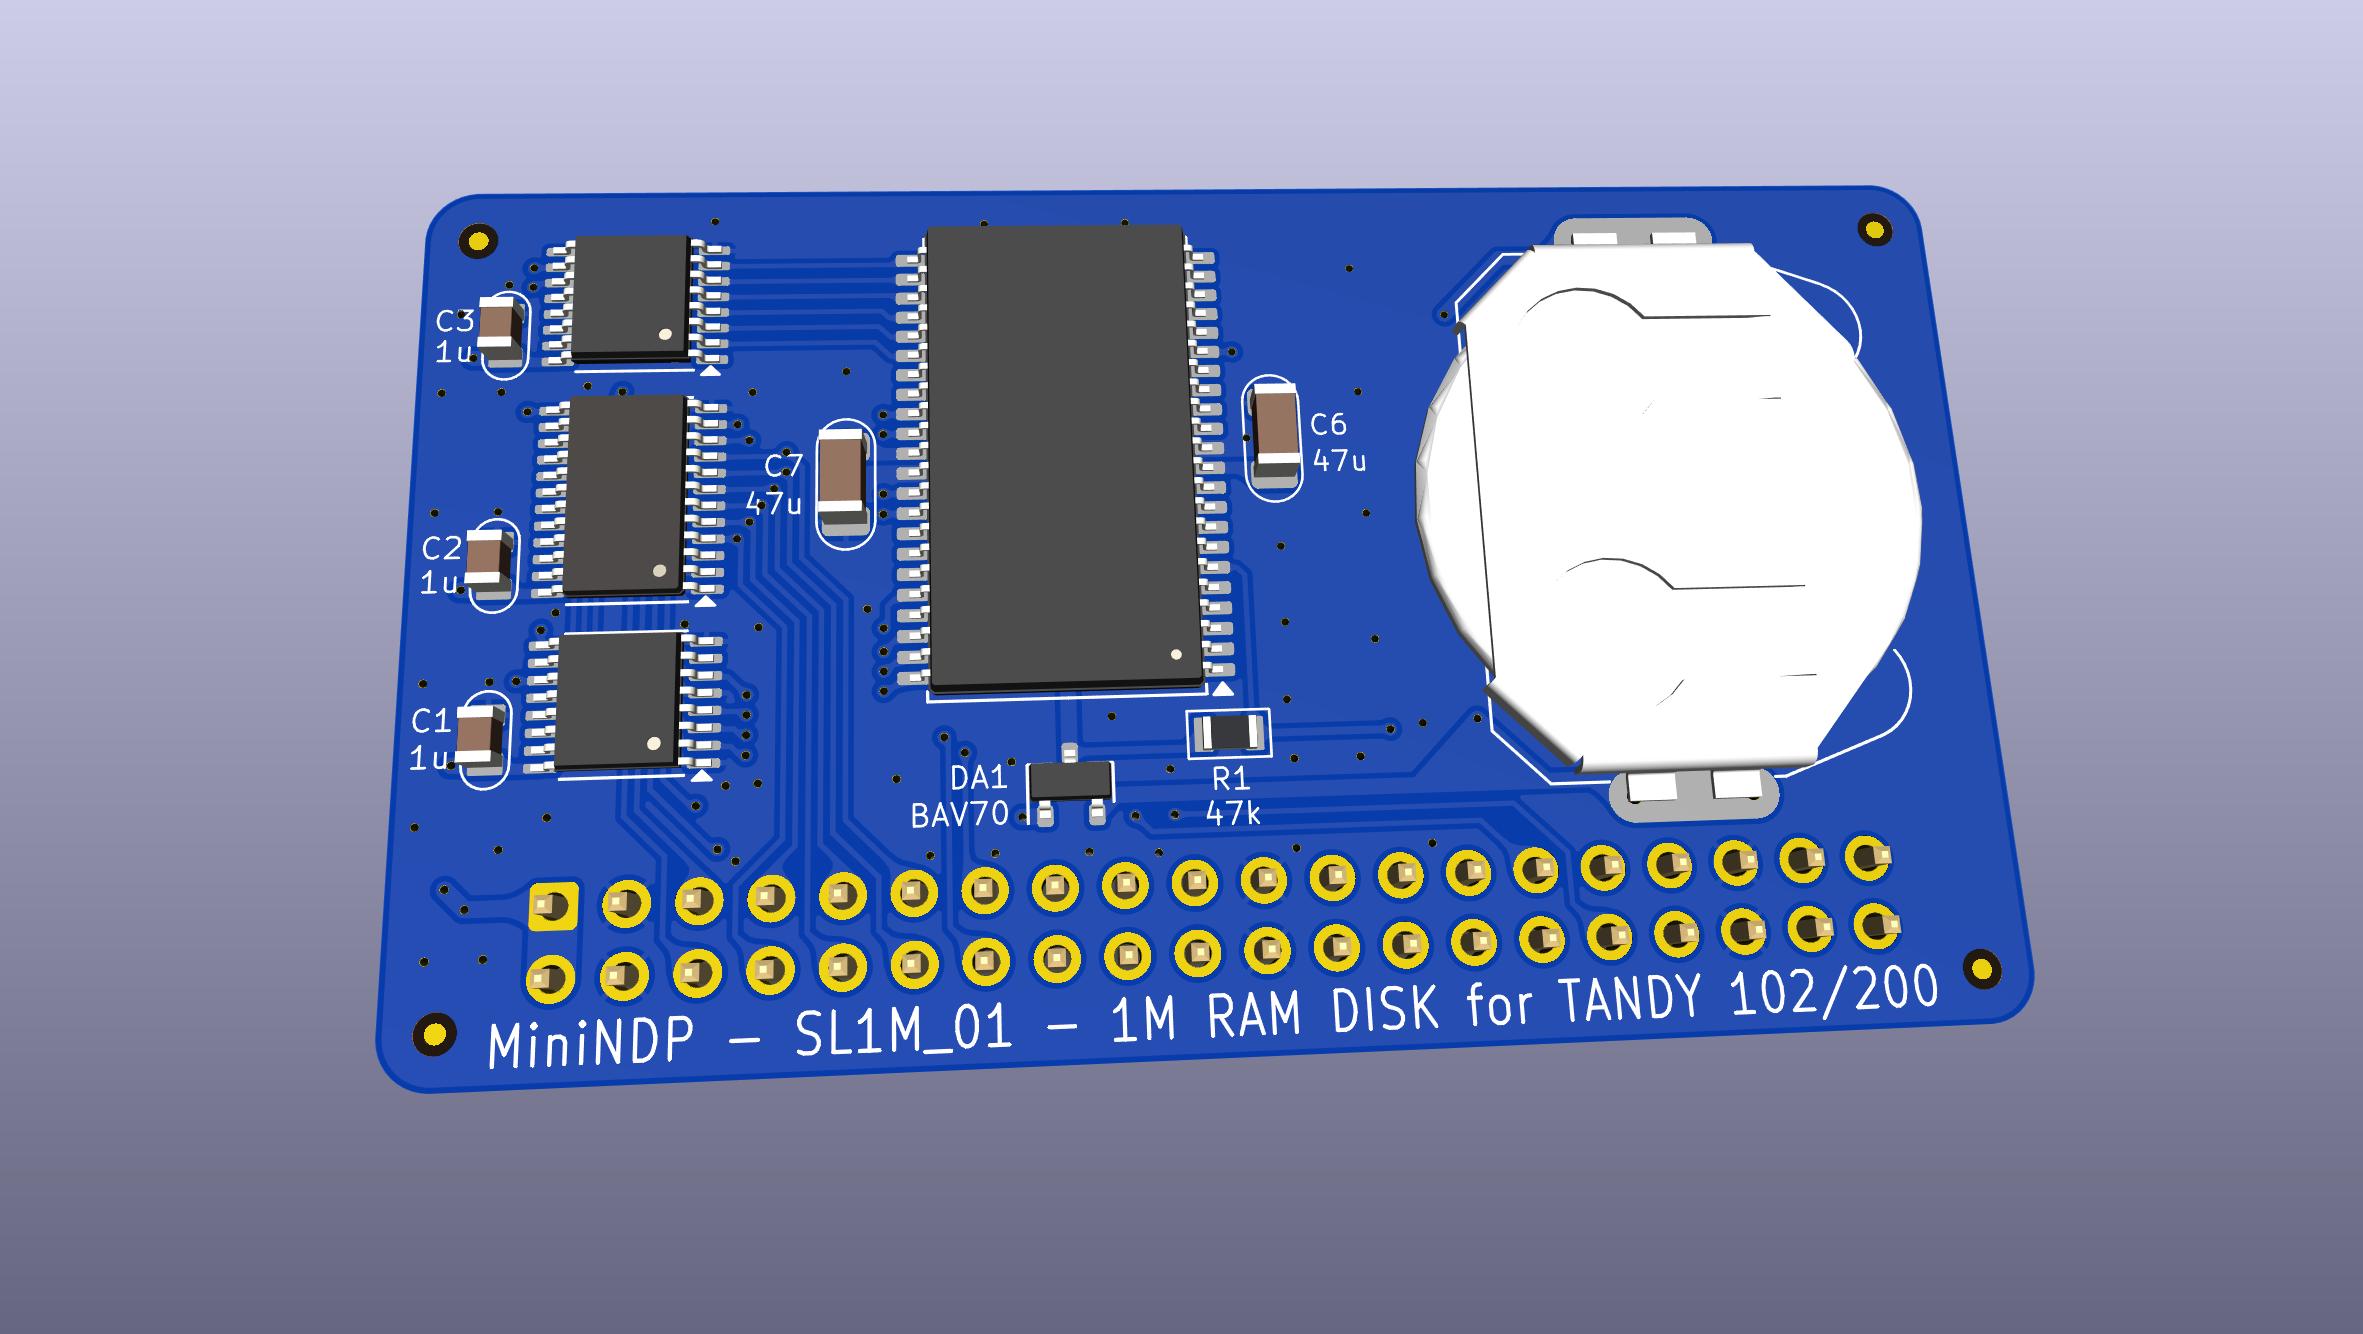 C3
1u
C7
47u
C6
47u
C2
1u
C1
1u
DA1
BAV70
R1
47k
MiniNDP - SL1M_01 - 1M RAM DISK for TANDY 102/200